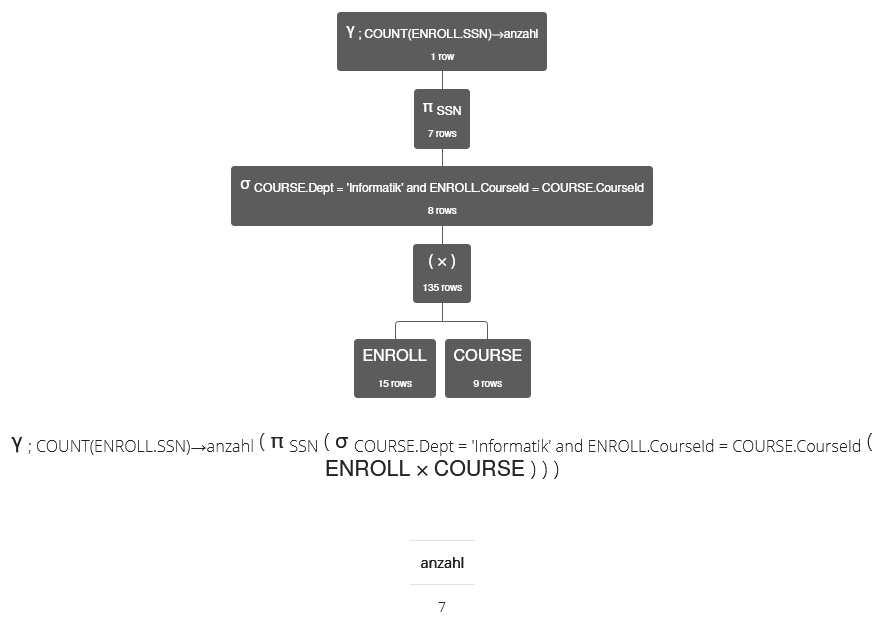 γ ; COUNT(ENROLL.SSN)→anzahl
1 row
π SSN
7 rows
σ COURSE.Dept = 'Informatik' and ENROLL.CourseId = COURSE.CourseId
8 rows
( × )
135 rows
ENROLL COURSE
15 rows 9 rows
γ ; COUNT(ENROLL.SSN)→anzahl ( π SSN ( σ COURSE.Dept = 'Informatik' and ENROLL.CourseId = COURSE.CourseId (
ENROLL × COURSE ) ) )
anzahl
7